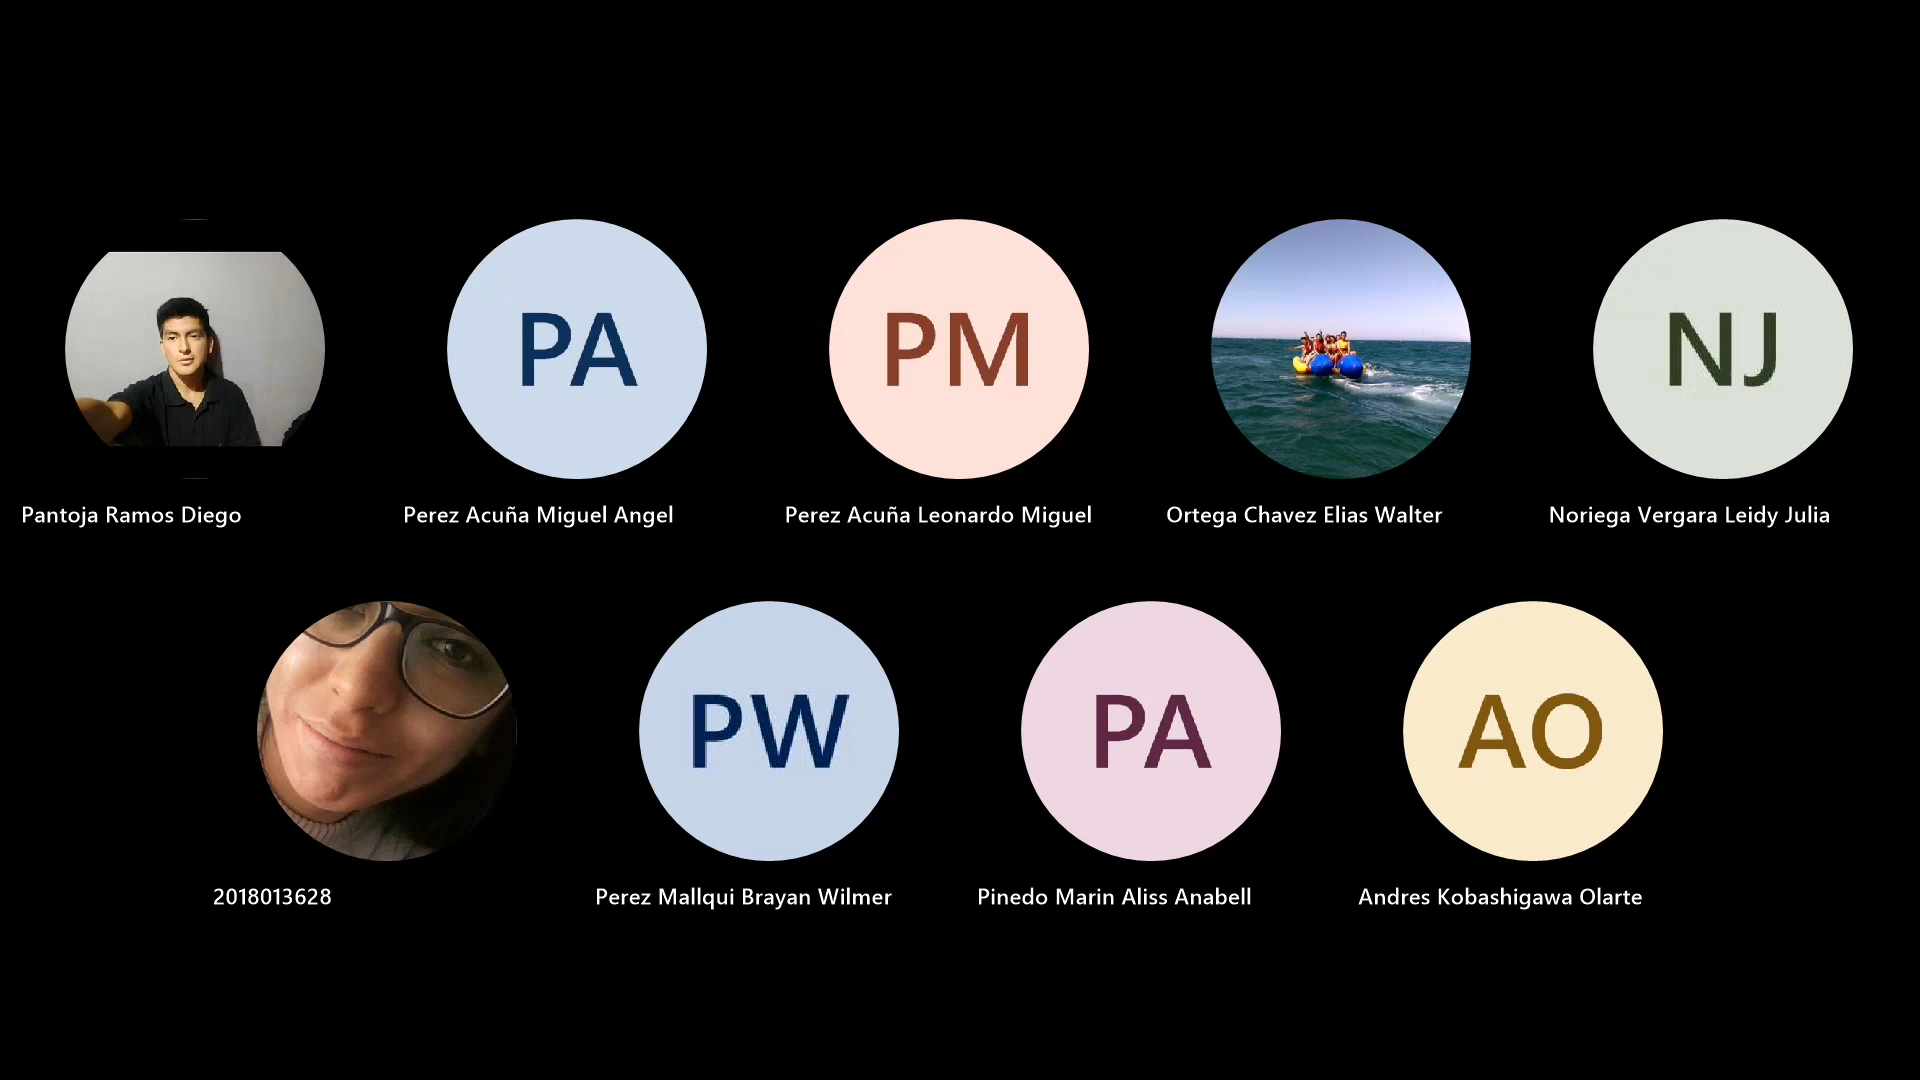 PA
PM
NJ
Pantoja Ramos Diego
Perez Acuña Miguel Angel
Perez Acuña Leonardo Miguel
Ortega Chavez Elias Walter
Noriega Vergara Leidy Julia
PW
PA
AO
2018013628
Perez Mallqui Brayan Wilmer
Pinedo Marin Aliss Anabell
Andres Kobashigawa Olarte